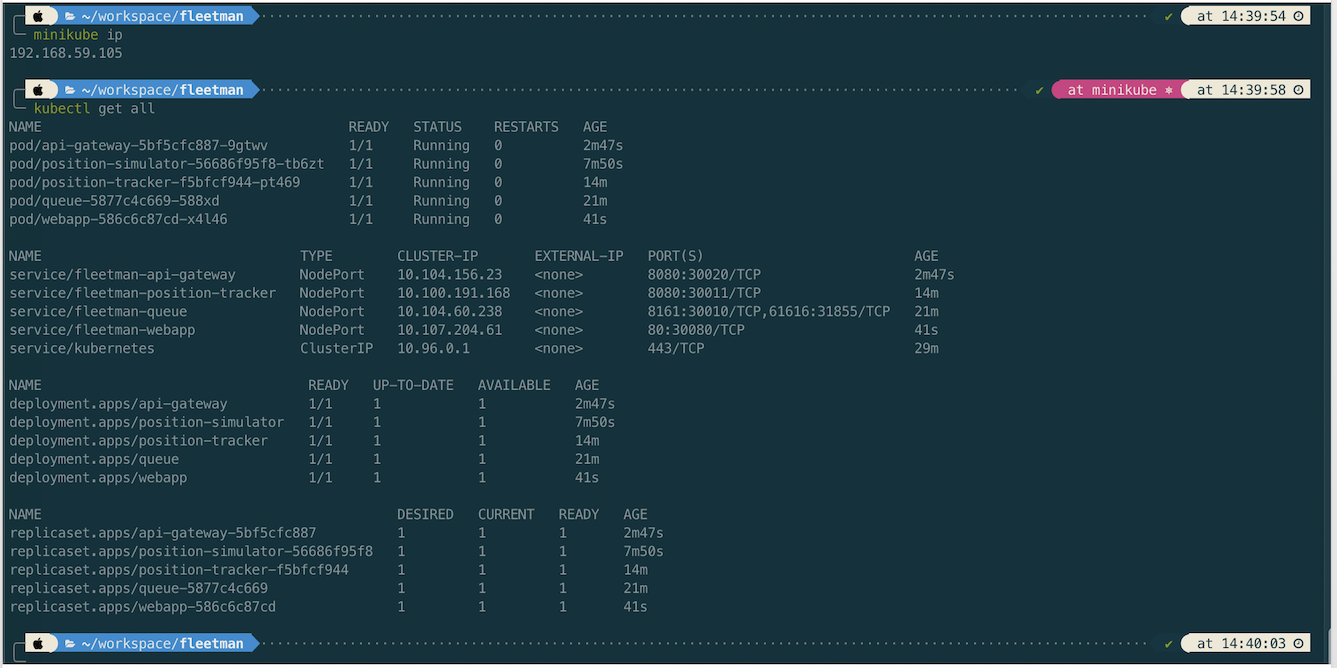 ~/workspace/fleetman ✔ at 14:39:54
minikube ip
192.168.59.105
~/workspace/fleetman ✔ at minikube ⎈ at 14:39:58
kubectl get all
NAME READY STATUS RESTARTS AGE
pod/api-gateway-5bf5cfc887-9gtwv 1/1 Running 0 2m47s
pod/position-simulator-56686f95f8-tb6zt 1/1 Running 0 7m50s
pod/position-tracker-f5bfcf944-pt469 1/1 Running 0 14m
pod/queue-5877c4c669-588xd 1/1 Running 0 21m
pod/webapp-586c6c87cd-x4l46 1/1 Running 0 41s
NAME TYPE CLUSTER-IP EXTERNAL-IP PORT(S) AGE
service/fleetman-api-gateway NodePort 10.104.156.23 <none> 8080:30020/TCP 2m47s
service/fleetman-position-tracker NodePort 10.100.191.168 <none> 8080:30011/TCP 14m
service/fleetman-queue NodePort 10.104.60.238 <none> 8161:30010/TCP,61616:31855/TCP 21m
service/fleetman-webapp NodePort 10.107.204.61 <none> 80:30080/TCP 41s
service/kubernetes ClusterIP 10.96.0.1 <none> 443/TCP 29m
NAME READY UP-TO-DATE AVAILABLE AGE
deployment.apps/api-gateway 1/1 1 1 2m47s
deployment.apps/position-simulator 1/1 1 1 7m50s
deployment.apps/position-tracker 1/1 1 1 14m
deployment.apps/queue 1/1 1 1 21m
deployment.apps/webapp 1/1 1 1 41s
NAME DESIRED CURRENT READY AGE
replicaset.apps/api-gateway-5bf5cfc887 1 1 1 2m47s
replicaset.apps/position-simulator-56686f95f8 1 1 1 7m50s
replicaset.apps/position-tracker-f5bfcf944 1 1 1 14m
replicaset.apps/queue-5877c4c669 1 1 1 21m
replicaset.apps/webapp-586c6c87cd 1 1 1 41s
~/workspace/fleetman ✔ at 14:40:03